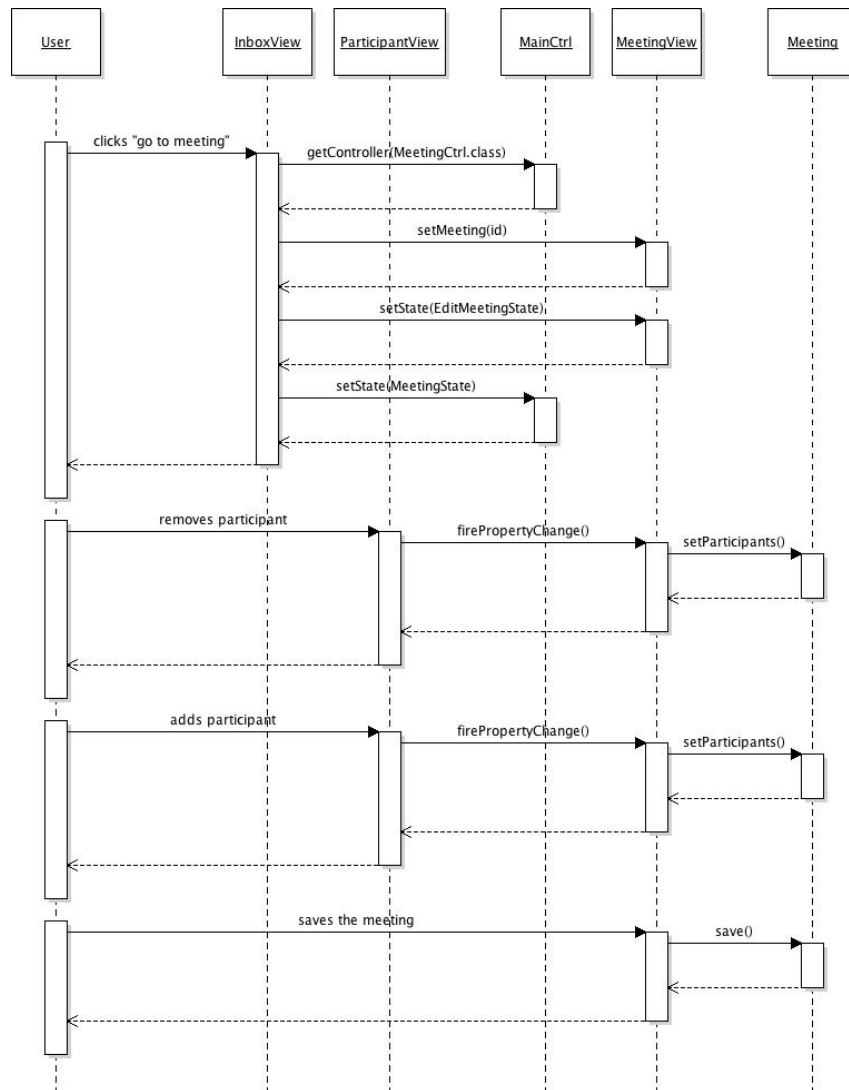 User
InboxView
ParticipantView
MainCtrl
MeetingView
Meeting
clicks "go to meeting"
getController(MeetingCtrl.class)
setMeeting(id)
setState(EditMeetingState)
setState(MeetingState)
removes participant
firePropertyChange()
setParticipants()
adds participant
firePropertyChange()
setParticipants()
saves the meeting
save()